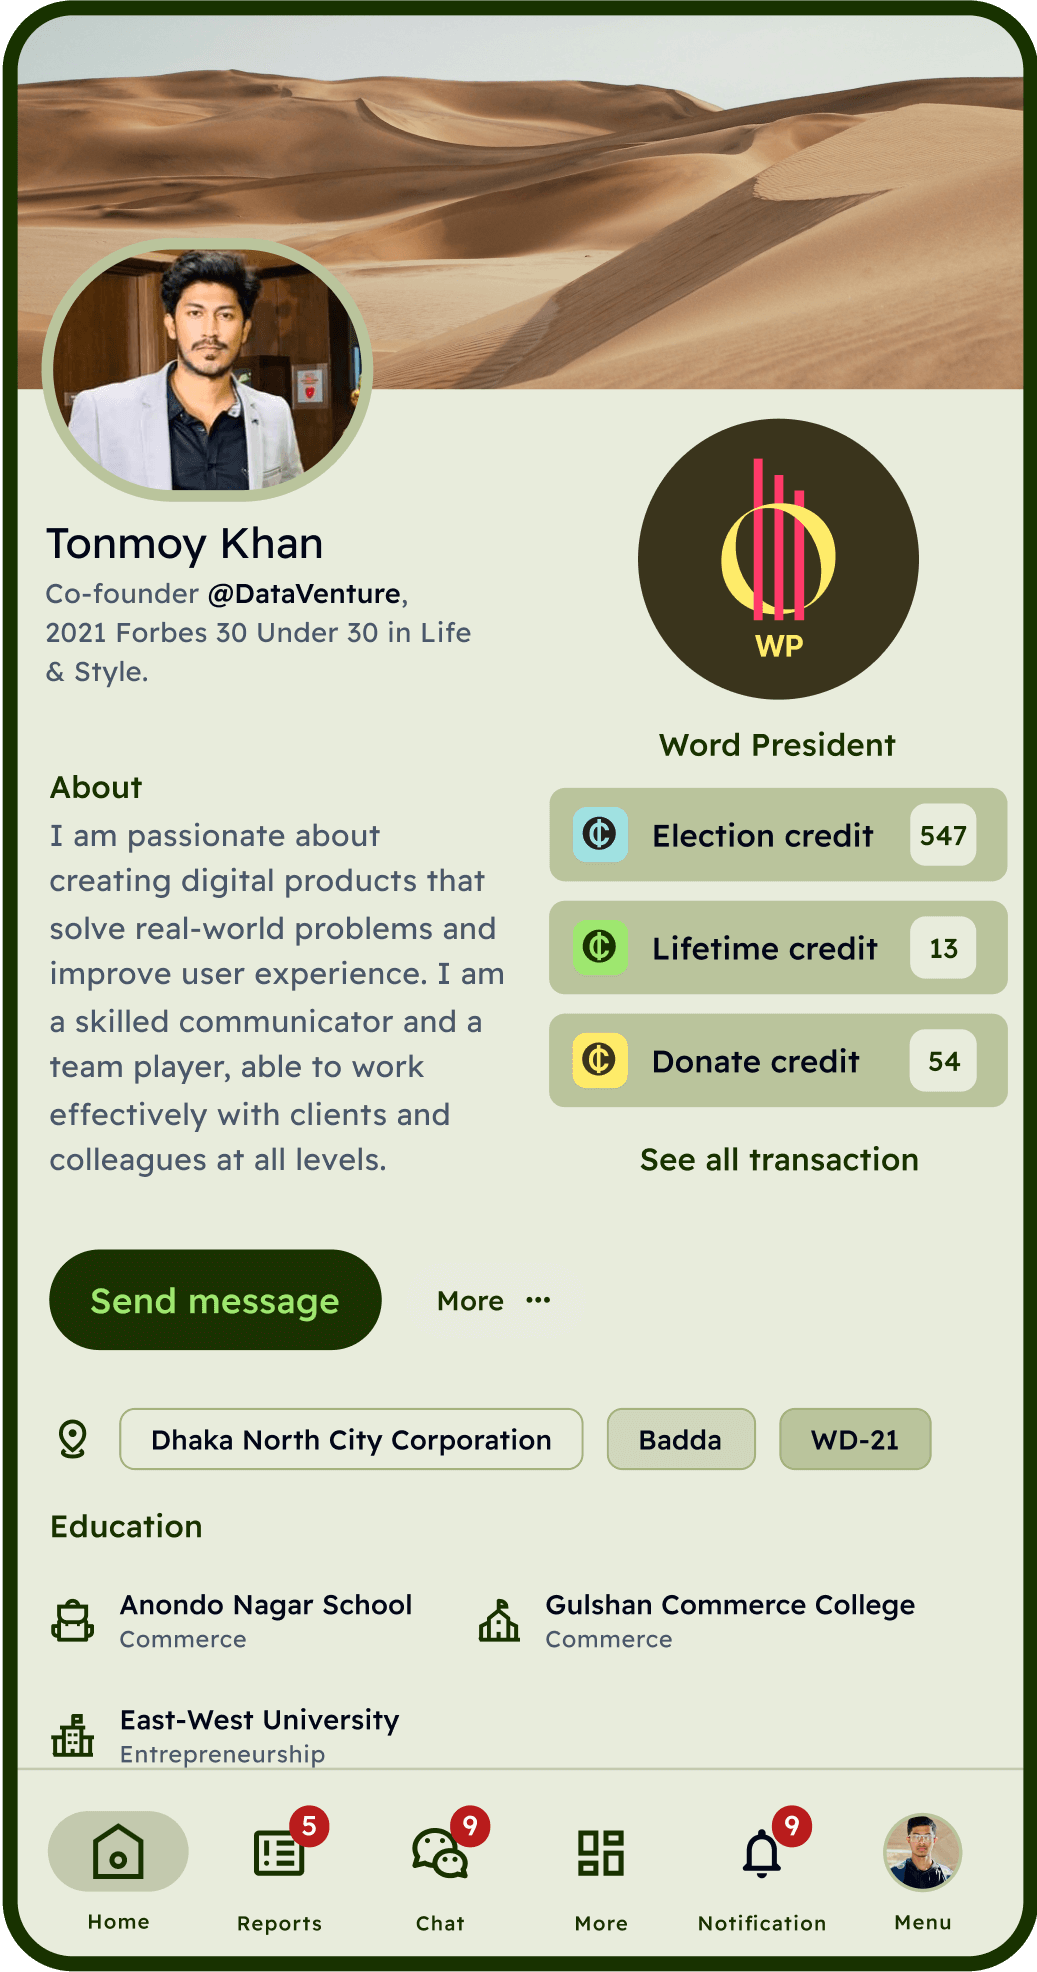 Tonmoy Khan
Co-founder @DataVenture,
2021 Forbes 30 Under 30 in Life
& Style.
About
I am passionate about
creating digital products that
solve real-world problems and
improve user experience. I am
a skilled communicator and a
team player, able to work
effectively with clients and
colleagues at all levels.
WP
Word President
Election credit 547
Lifetime credit 13
Donate credit 54
See all transaction
Send message
More
Dhaka North City Corporation
Badda
WD-21
Education
Anondo Nagar School
Commerce
Gulshan Commerce College
Commerce
East-West University
Entrepreneurship
5
9
9
Home
Reports
Chat
More
Notification
Menu